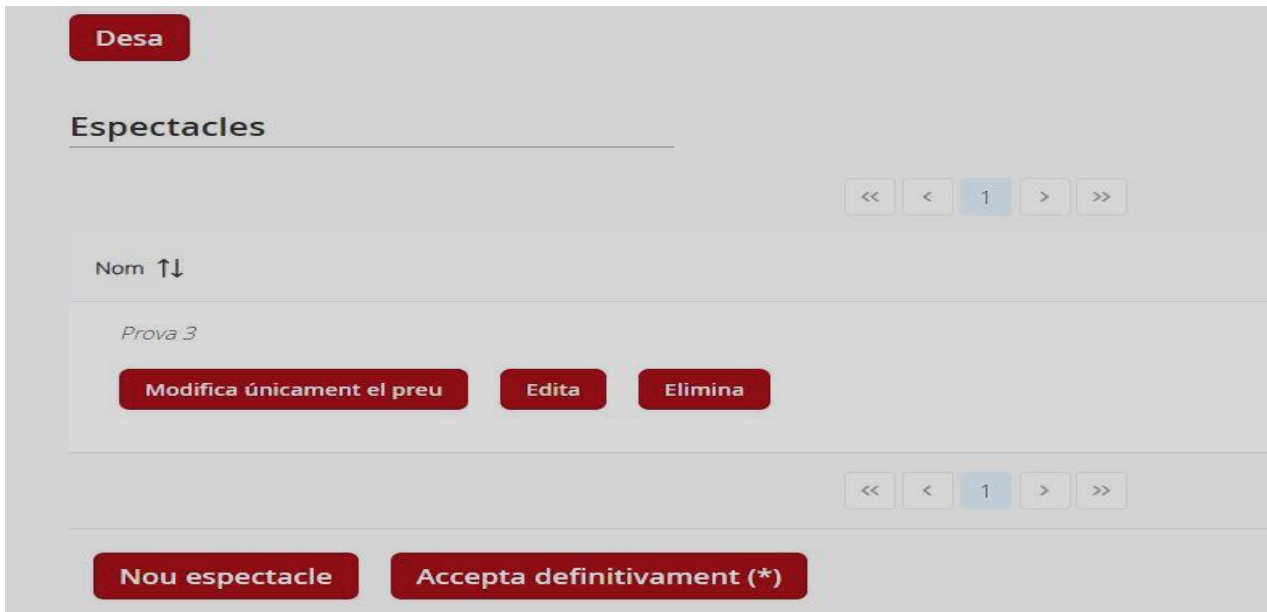 Desa
Espectacles
<< < 1 > >>
Nom ↑↓
Prova 3
Modifica únicament el preu Edita Elimina
<< < 1 > >>
Nou espectacle Accepta definitivament (*)